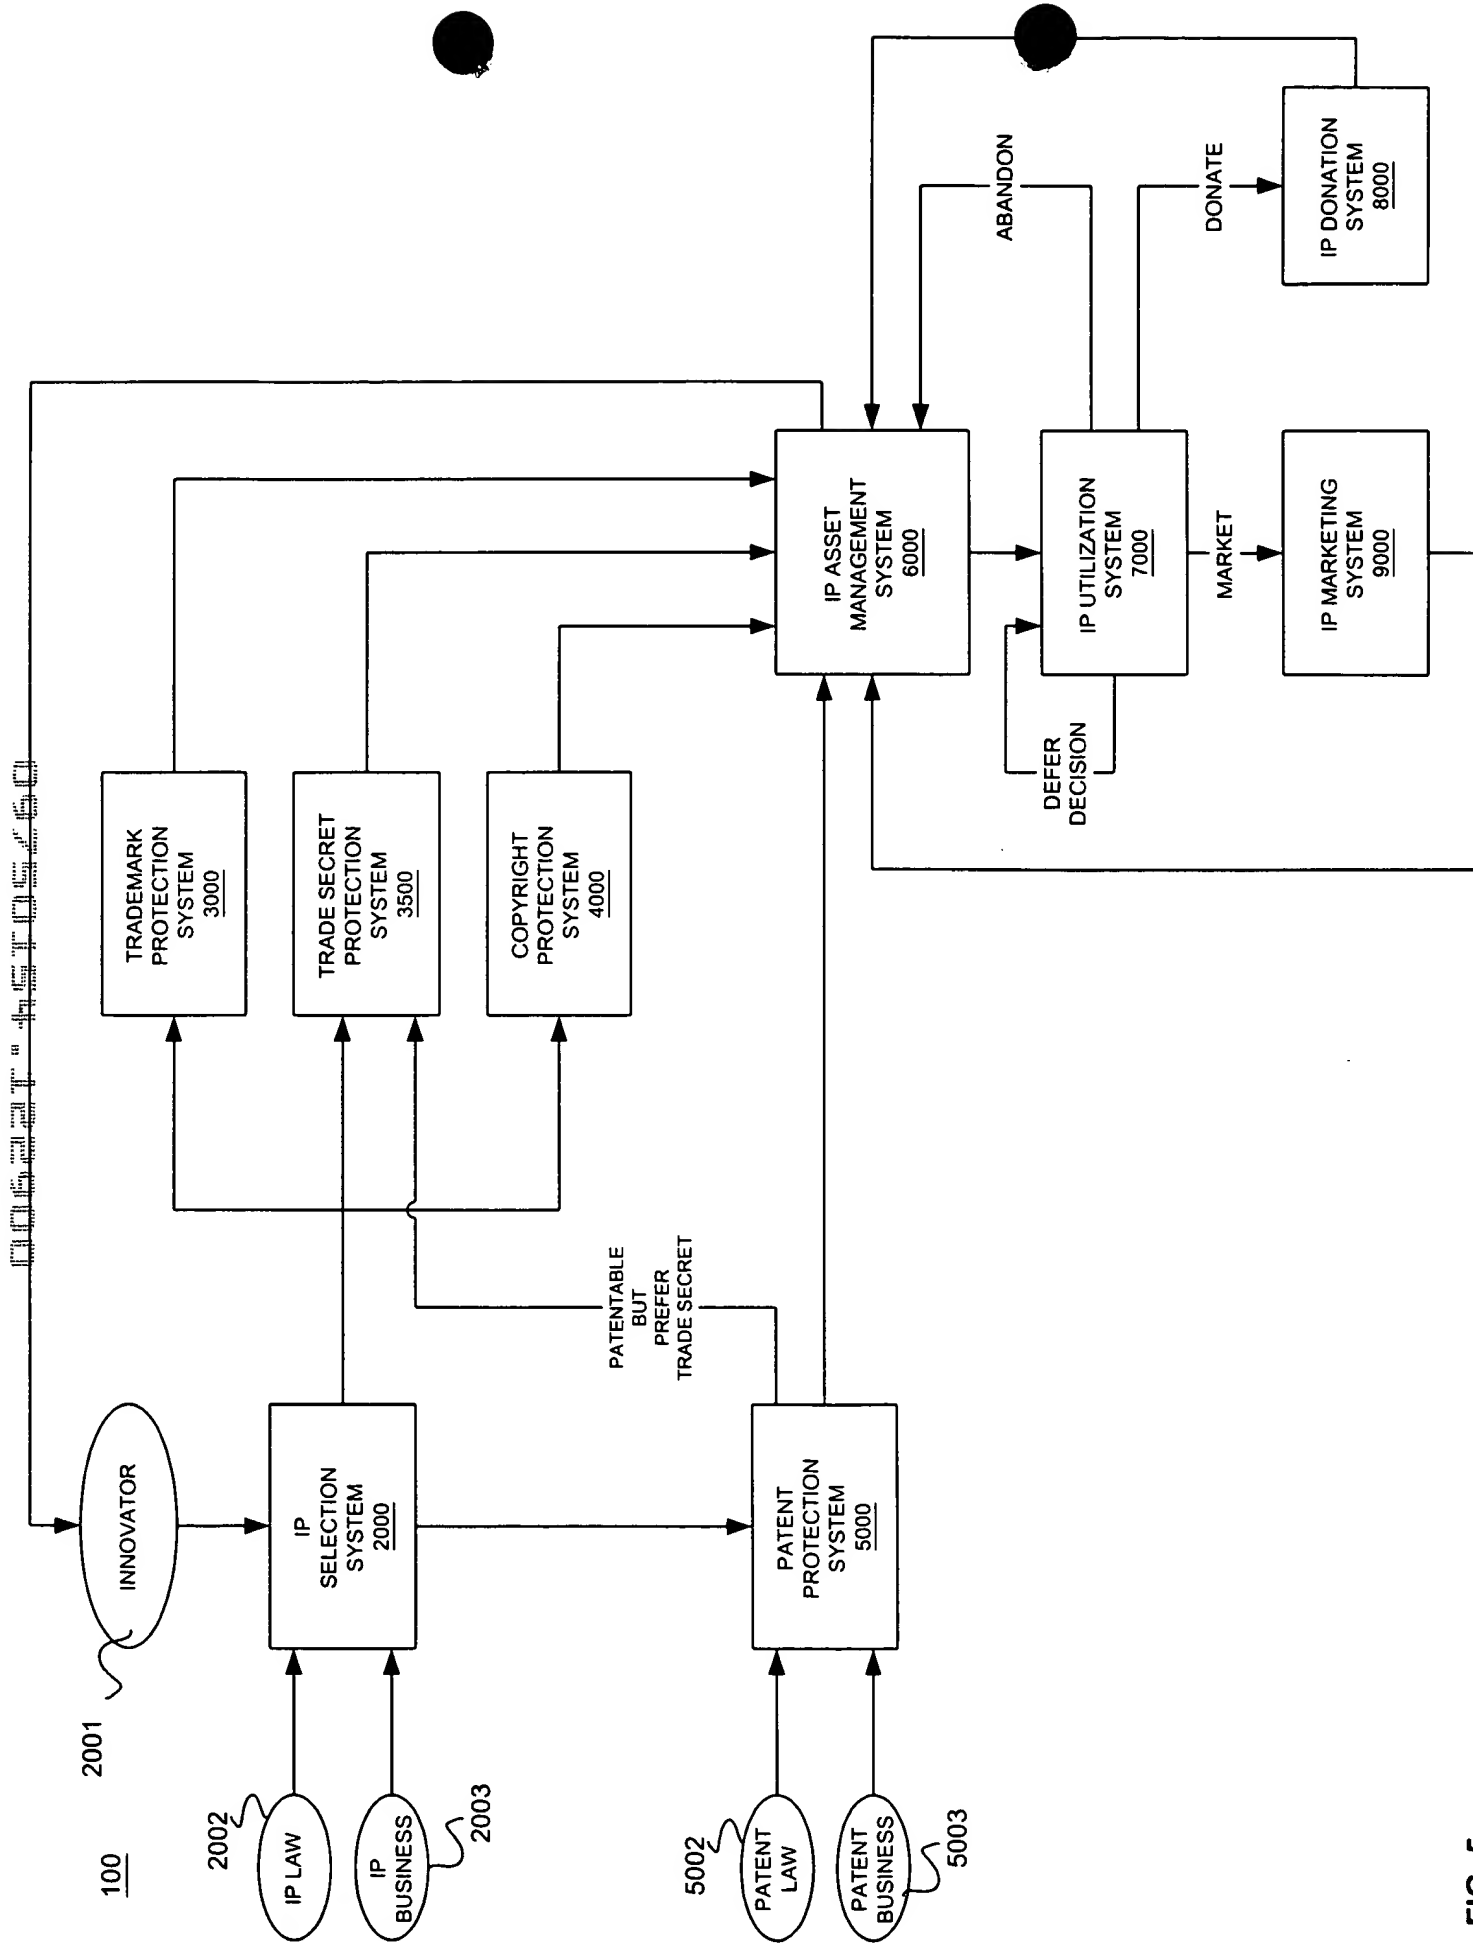 100
2001
INNOVATOR
TRADEMARK
PROTECTION
SYSTEM
3000
2002
IP LAW
IP
BUSINESS
2003
IP
SELECTION
SYSTEM
2000
TRADE SECRET
PROTECTION
SYSTEM
3500
COPYRIGHT
PROTECTION
SYSTEM
4000
PATENTABLE
BUT
PREFER
TRADE SECRET
5002
PATENT
LAW
PATENT
BUSINESS
5003
PATENT
PROTECTION
SYSTEM
5000
IP ASSET
MANAGEMENT
SYSTEM
6000
ABANDON
DEFER
DECISION
IP UTILIZATION
SYSTEM
7000
MARKET
DONATE
IP MARKETING
SYSTEM
9000
IP DONATION
SYSTEM
8000